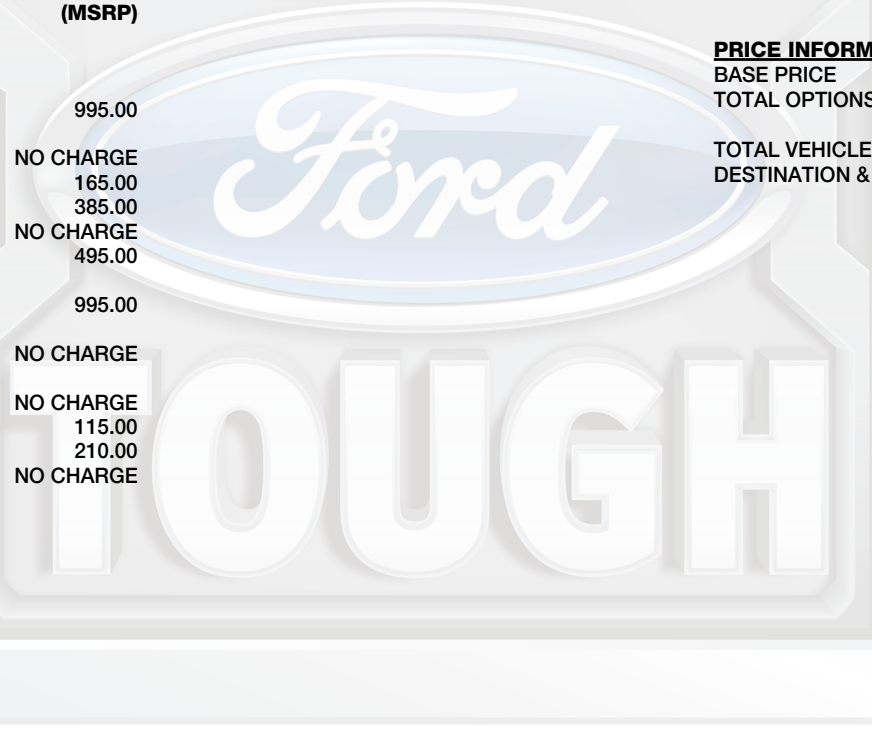 (MSRP)
995.00
NO CHARGE
165.00
385.00
NO CHARGE
495.00
995.00
NO CHARGE
NO CHARGE
115.00
210.00
NO CHARGE
PRICE INFORM
BASE PRICE
TOTAL OPTIONS
TOTAL VEHICLE
DESTINATION &
Ford
TOUGH